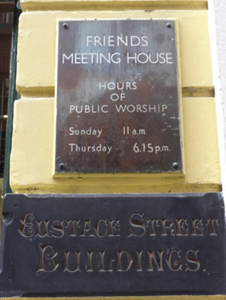 FRIENDS
MEETING HOUSE
HOURS
OF
PUBLIC WORSHIP
Sunday 11 a.m
Thursday 6.15 p.m.
EUSTACE STREET
BUILDINGS.